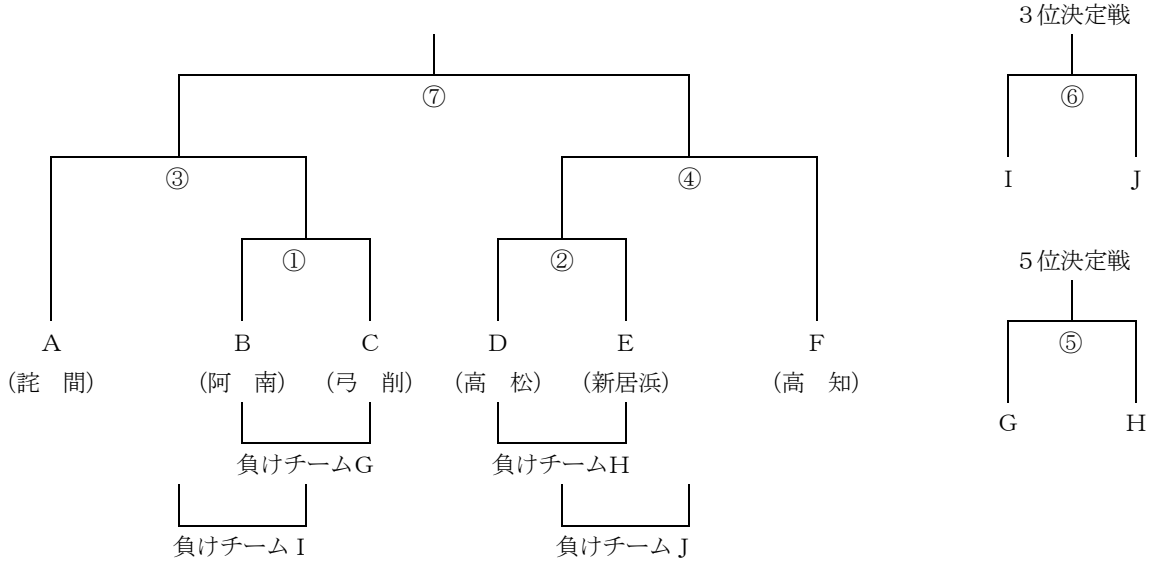 3位決定戦
⑦
⑥
③
④
I
J
①
②
5位決定戦
A
B
C
D
E
F
⑤
(詫　間)
(阿　南)
(弓　削)
(高　松)
(新居浜)
(高　知)
G
H
負けチームG
負けチームH
負けチームI
負けチームJ